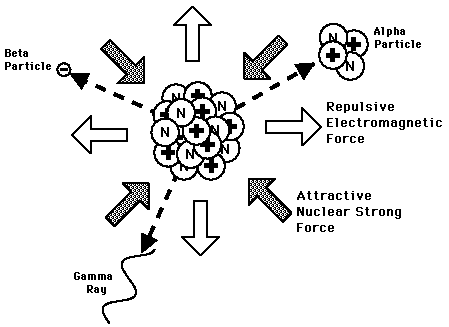 Beta
Particle
Alpha
Particle
Repulsive
Electromagnetic
Force
Attractive
Nuclear Strong
Force
Gamma
Ray
N
N
N
N
N
N
N
N
N